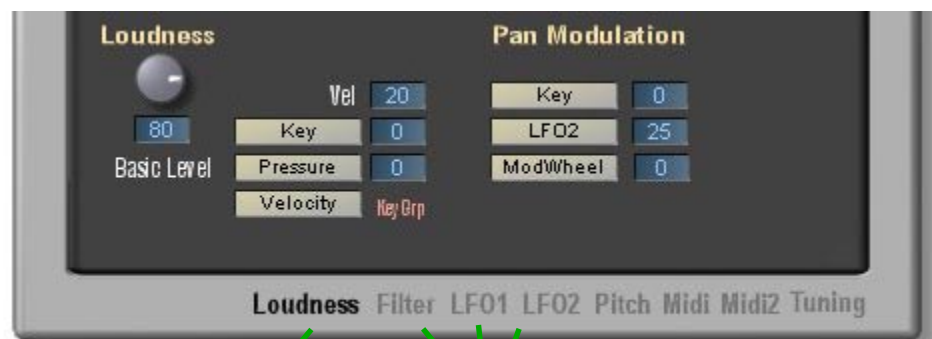 Loudness Pan Modulation
Vel 20 Key 0
80 Key 0 LFO2 25
Basic Level Pressure 0 ModWheel 0
Velocity Key Grp
Loudness Filter LFO1 LFO2 Pitch Midi Midi2 Tuning